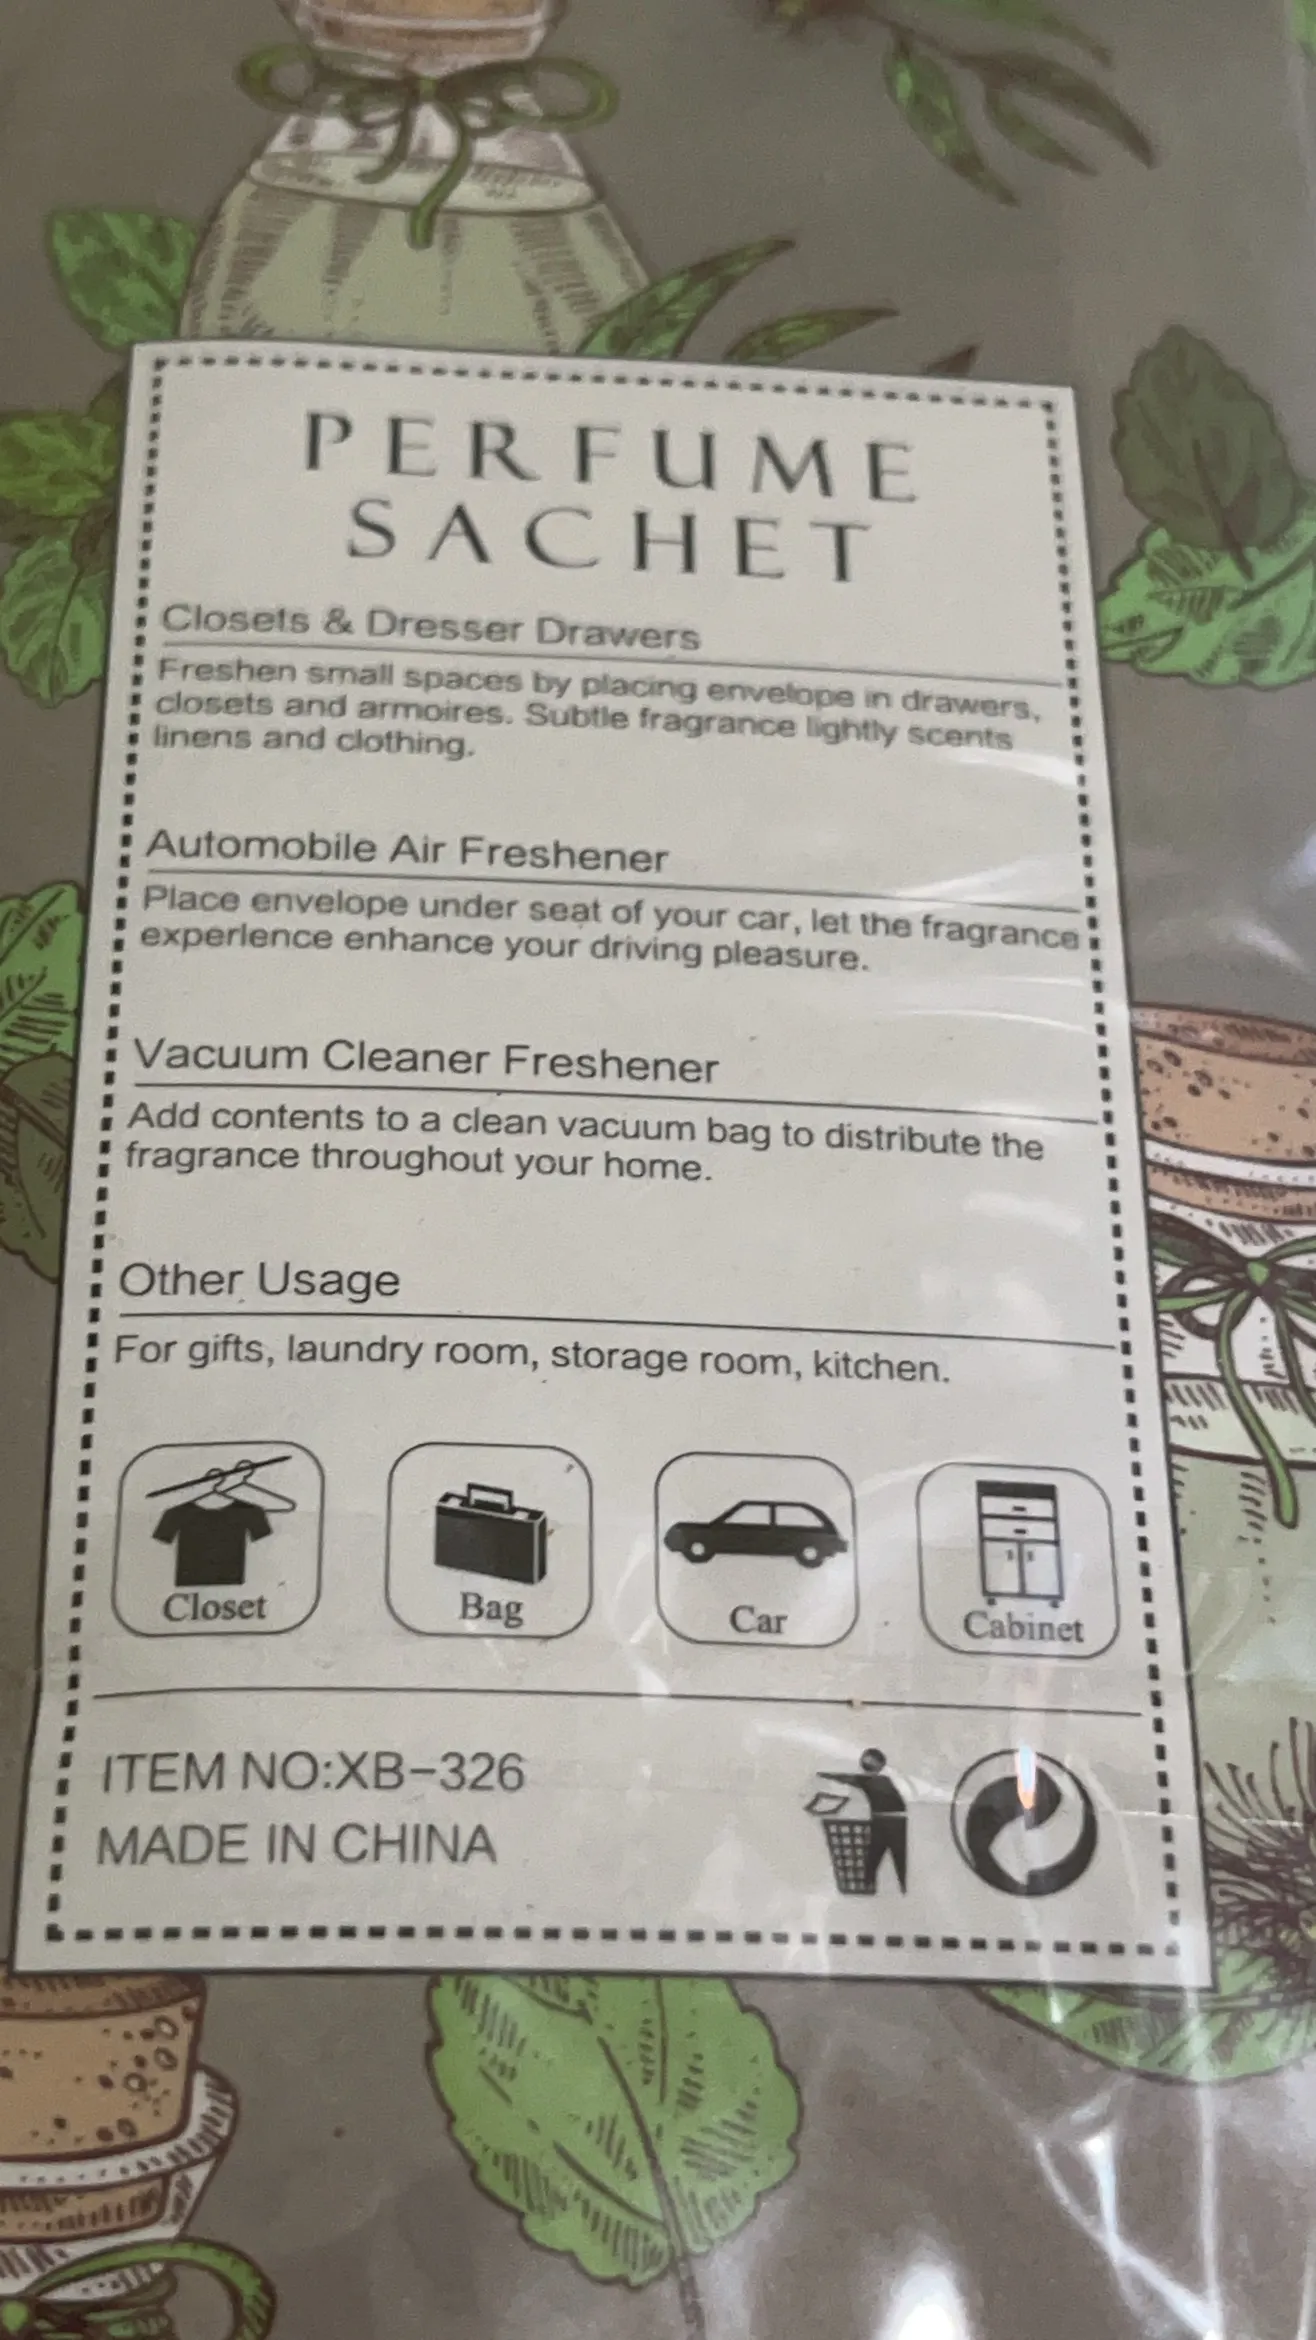 PERFUME
SACHET
Closets & Dresser Drawers
Freshen small spaces by placing envelope in drawers,
closets and armoires. Subtle fragrance lightly scents
linens and clothing.
Automobile Air Freshener
Place envelope under seat of your car, let the fragrance
experlence enhance your driving pleasure.
Vacuum Cleaner Freshener
Add contents to a clean vacuum bag to distribute the
fragrance throughout your home.
Other Usage
For gifts, laundry room, storage room, kitchen.
Closet
Bag
Car
Cabinet
ITEM NO:XB-326
MADE IN CHINA